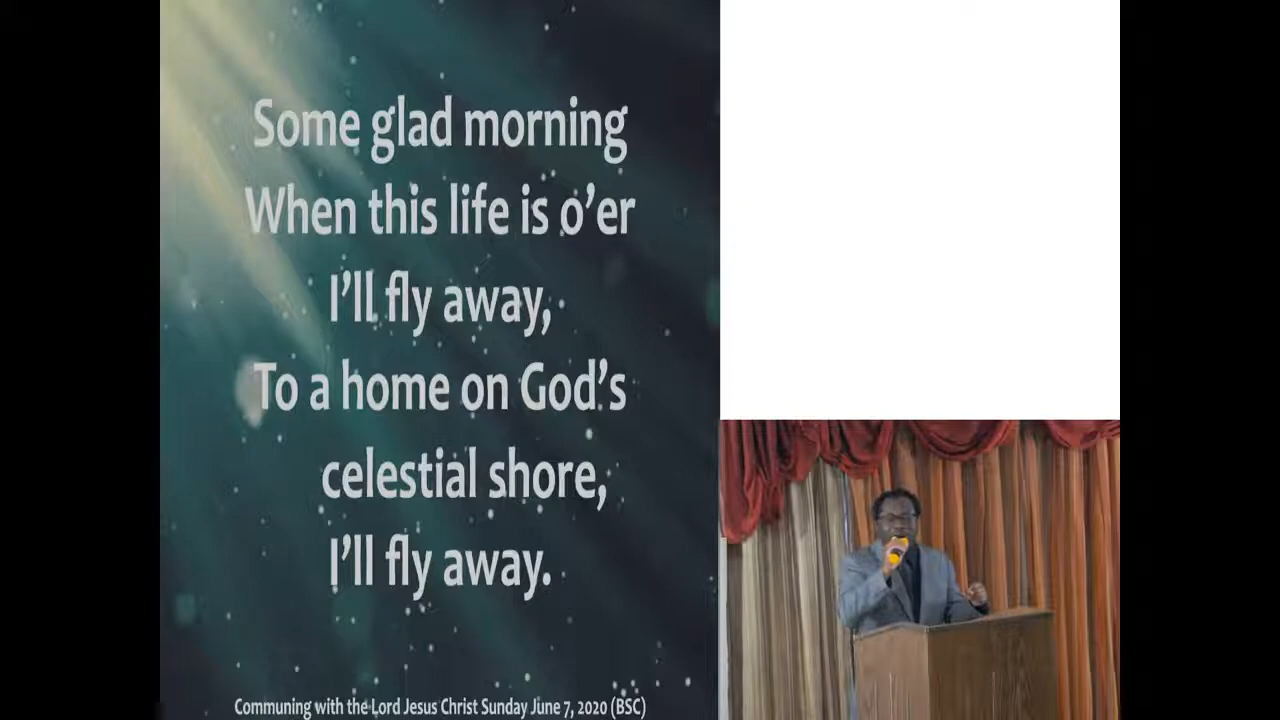 Some glad morning
When this life is o’er
I’ll fly away,
To a home on God’s
celestial shore,
I’ll fly away.
Communing with the Lord Jesus Christ Sunday June 7, 2020 (BSC)